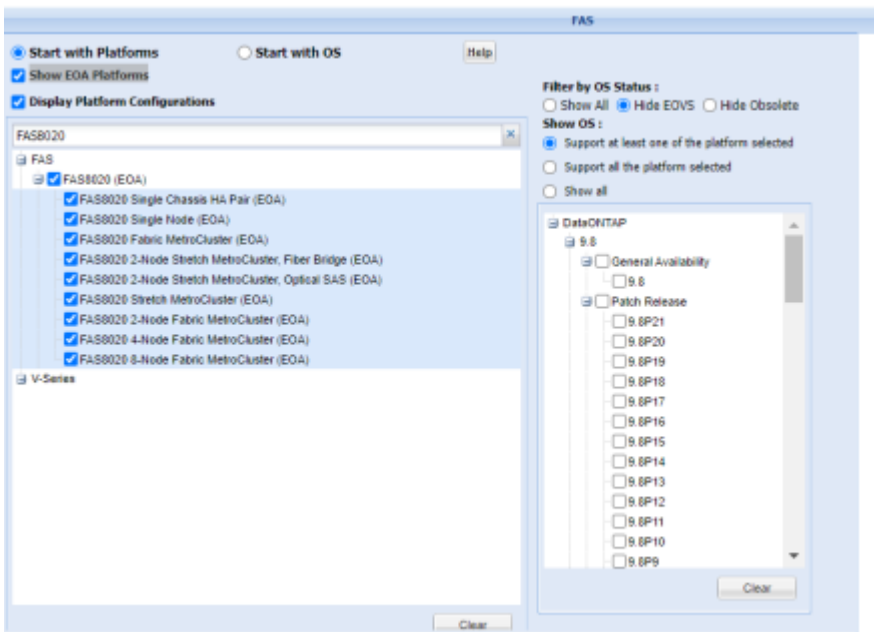 FAS
Start with Platforms
Start with OS
Help
Show EOA Platforms
Display Platform Configurations
FAS8020
FAS
FAS8020 (EOA)
FAS8020 Single Chassis HA Pair (EOA)
FAS8020 Single Node (EOA)
FAS8020 Fabric MetroCluster (EOA)
FAS8020 2-Node Stretch MetroCluster, Fiber Bridge (EOA)
FAS8020 2-Node Stretch MetroCluster, Optical SAS (EOA)
FAS8020 Stretch MetroCluster (EOA)
FAS8020 2-Node Fabric MetroCluster (EOA)
FAS8020 4-Node Fabric MetroCluster (EOA)
FAS8020 8-Node Fabric MetroCluster (EOA)
V-Series
Clear
Filter by OS Status :
Show All Hide EOVS Hide Obsolete
Show OS :
Support at least one of the platform selected
Support all the platform selected
Show all
DataONTAP
9.8
General Availability
9.8
Patch Release
9.8P21
9.8P20
9.8P19
9.8P18
9.8P17
9.8P16
9.8P15
9.8P14
9.8P13
9.8P12
9.8P11
9.8P10
9.8P9
Clear